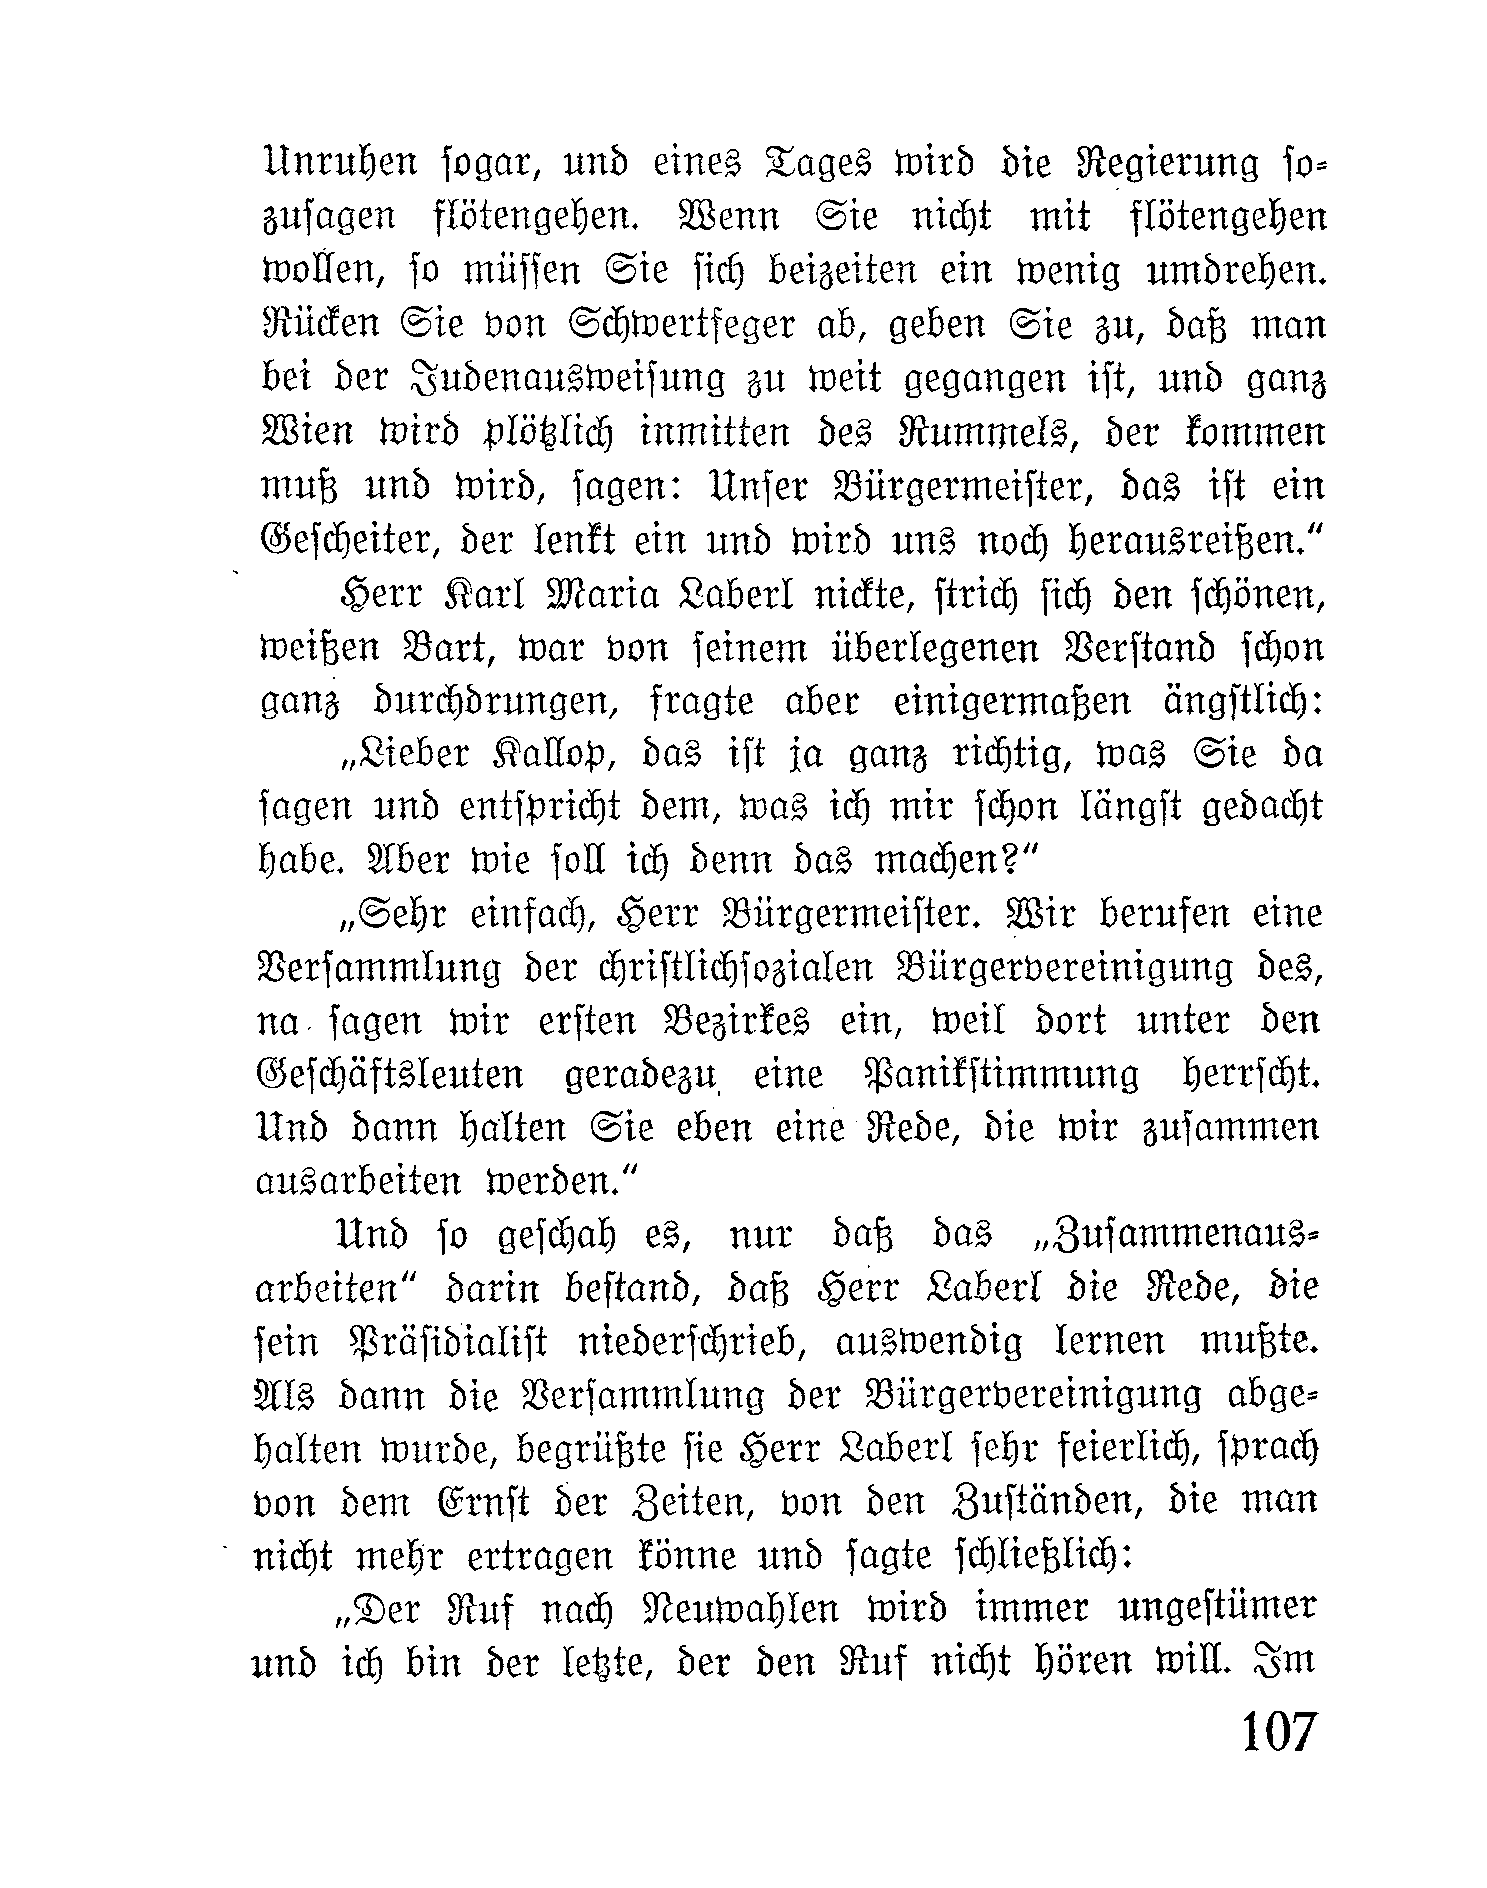 Unruhen ſogar, und eines Tages wird die Regierung ſo⸗
zuſagen flötengehen. Wenn Sie nicht mit flötengehen
wollen, ſo müſſen Sie ſich beizeiten ein wenig umdrehen.
Rücken Sie von Schwertfeger ab, geben Sie zu, daß man
bei der Judenausweiſung zu weit gegangen iſt, und ganz
Wien wird plötzlich inmitten des Rummels, der kommen
muß und wird, ſagen: Unſer Bürgermeiſter, das iſt ein
Geſcheiter, der lenkt ein und wird uns noch herausreißen.“
Herr Karl Maria Laberl nickte, ſtrich ſich den ſchönen,
weißen Bart, war von ſeinem überlegenen Verſtand ſchon
ganz durchdrungen, fragte aber einigermaßen ängſtlich:
„Lieber Kallop, das iſt ja ganz richtig, was Sie da
ſagen und entſpricht dem, was ich mir ſchon längſt gedacht
habe. Aber wie ſoll ich denn das machen?“
„Sehr einfach, Herr Bürgermeiſter. Wir berufen eine
Verſammlung der chriſtlichſozialen Bürgervereinigung des,
na ſagen wir erſten Bezirkes ein, weil dort unter den
Geſchäftsleuten geradezu eine Panikſtimmung herrſcht.
Und dann halten Sie eben eine Rede, die wir zuſammen
ausarbeiten werden.“
Und ſo geſchah es, nur daß das „Zuſammenaus⸗
arbeiten“ darin beſtand, daß Herr Laberl die Rede, die
ſein Präſidialiſt niederſchrieb, auswendig lernen mußte.
Als dann die Verſammlung der Bürgervereinigung abge⸗
halten wurde, begrüßte ſie Herr Laberl ſehr feierlich, ſprach
von dem Ernſt der Zeiten, von den Zuſtänden, die man
nicht mehr ertragen könne und ſagte ſchließlich:
„Der Ruf nach Neuwahlen wird immer ungeſtümer
und ich bin der letzte, der den Ruf nicht hören will. Im
107